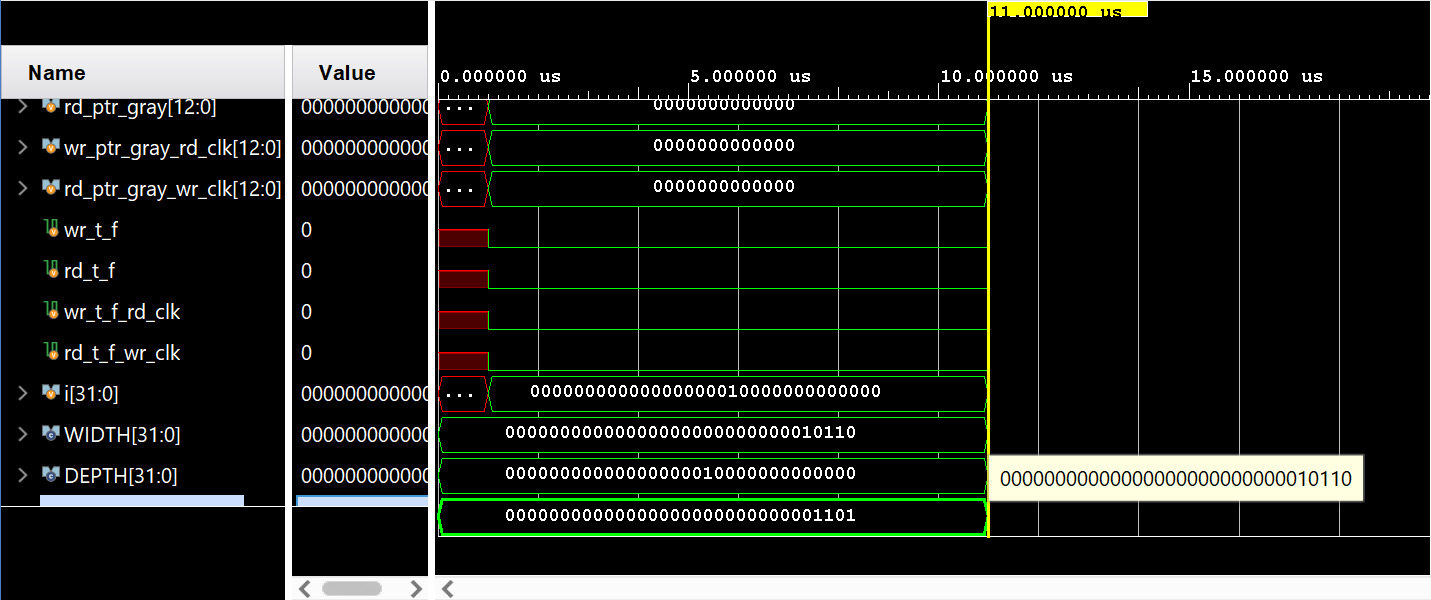 11.000000 us
Name Value 0.000000 us 5.000000 us 10.000000 us 15.000000 us
rd_ptr_gray[12:0] 000000000000 ... 0000000000000
wr_ptr_gray_rd_clk[12:0] 000000000000 ... 0000000000000
rd_ptr_gray_wr_clk[12:0] 000000000000 ... 0000000000000
wr_t_f 0
rd_t_f 0
wr_t_f_rd_clk 0
rd_t_f_wr_clk 0
i[31:0] 000000000000 ... 00000000000000000001000000000000
WIDTH[31:0] 000000000000 00000000000000000000000000010110
DEPTH[31:0] 000000000000 00000000000000000001000000000000 00000000000000000000000000010110
00000000000000000000000000001101